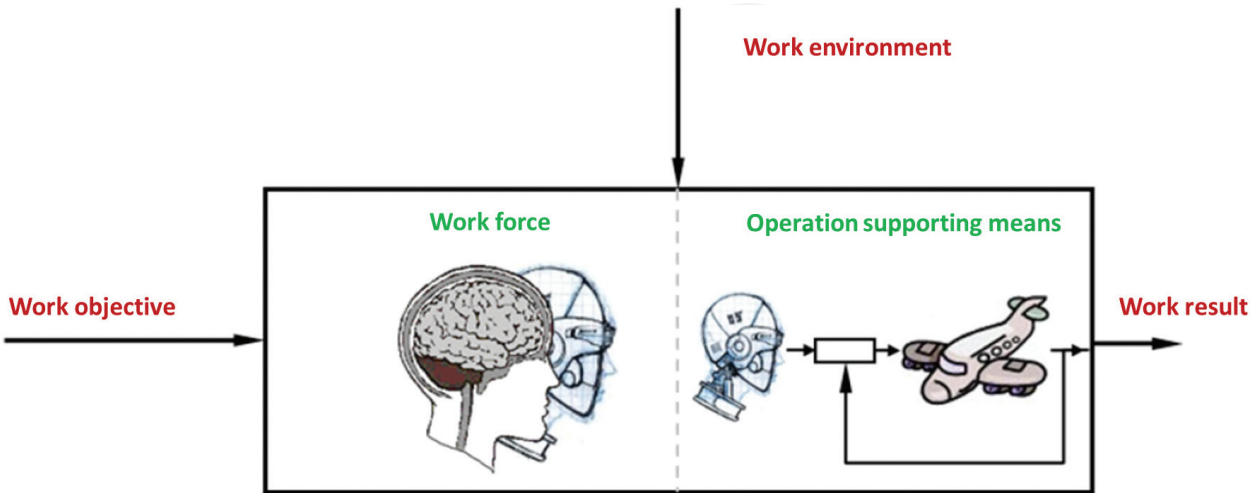 Work environment
Work force
Operation supporting means
Work objective
Work result